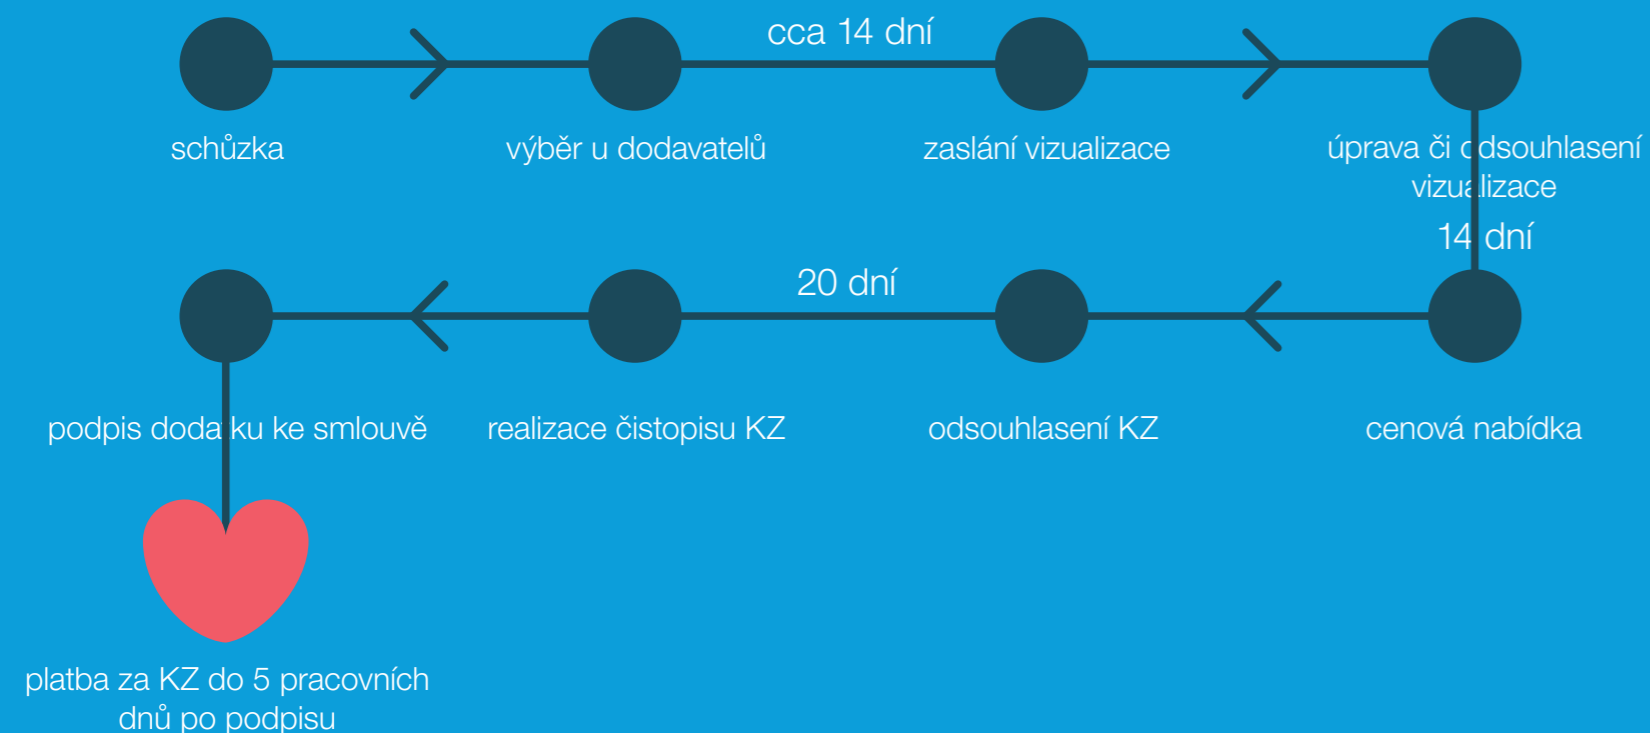 cca 14 dní
schůzka
výběr u dodavatelů
zaslání vizualizace
úprava či odsouhlasení
vizualizace
14 dní
20 dní
podpis dodatku ke smlouvě
realizace čistopisu KZ
odsouhlasení KZ
cenová nabídka
platba za KZ do 5 pracovních
dnů po podpisu